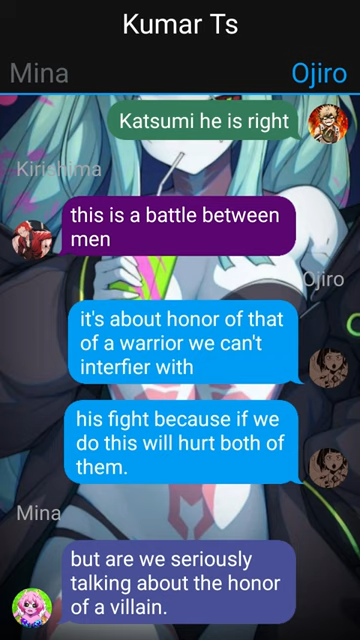 Kumar Ts
Mina
Ojiro
Katsumi he is right
Kirishima
this is a battle between
men
Ojiro
it's about honor of that
of a warrior we can't
interfier with
his fight because if we
do this will hurt both of
them.
Mina
but are we seriously
talking about the honor
of a villain.